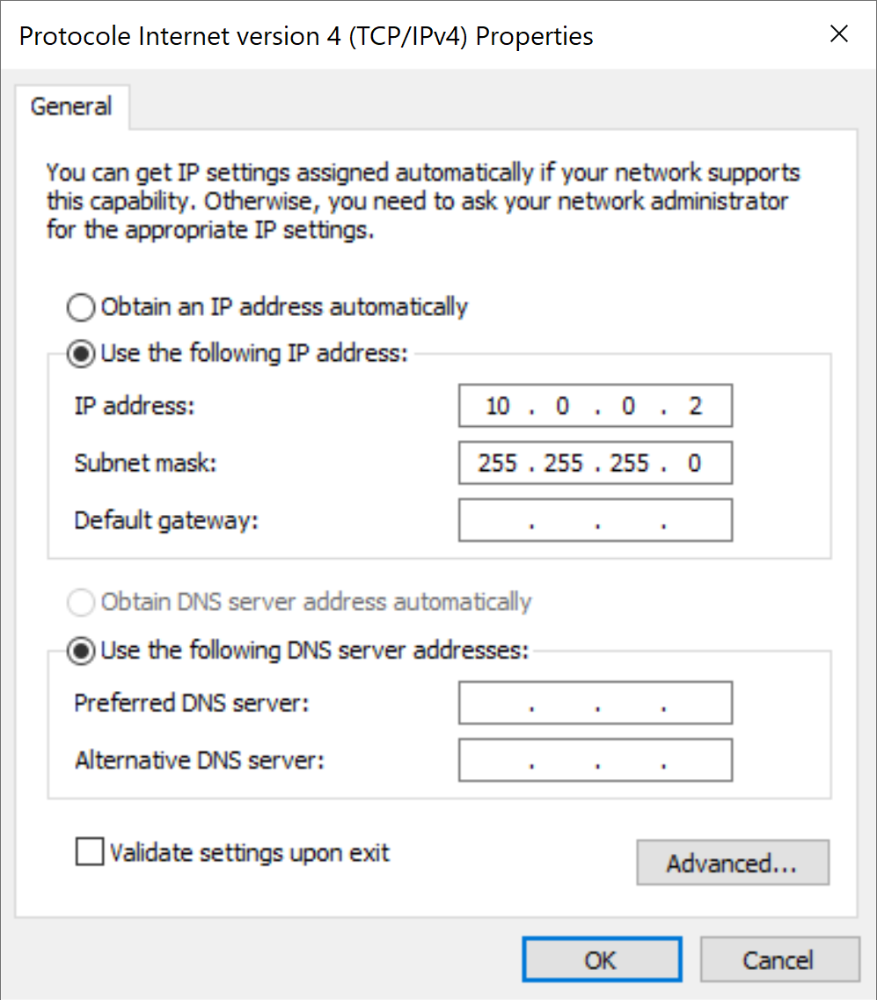 Protocole Internet version 4 (TCP/IPv4) Properties
General
You can get IP settings assigned automatically if your network supports
this capability. Otherwise, you need to ask your network administrator
for the appropriate IP settings.
Obtain an IP address automatically
Use the following IP address:
IP address: 10 . 0 . 0 . 2
Subnet mask: 255 . 255 . 255 . 0
Default gateway: . . .
Obtain DNS server address automatically
Use the following DNS server addresses:
Preferred DNS server: . . .
Alternative DNS server: . . .
Validate settings upon exit
Advanced...
OK Cancel